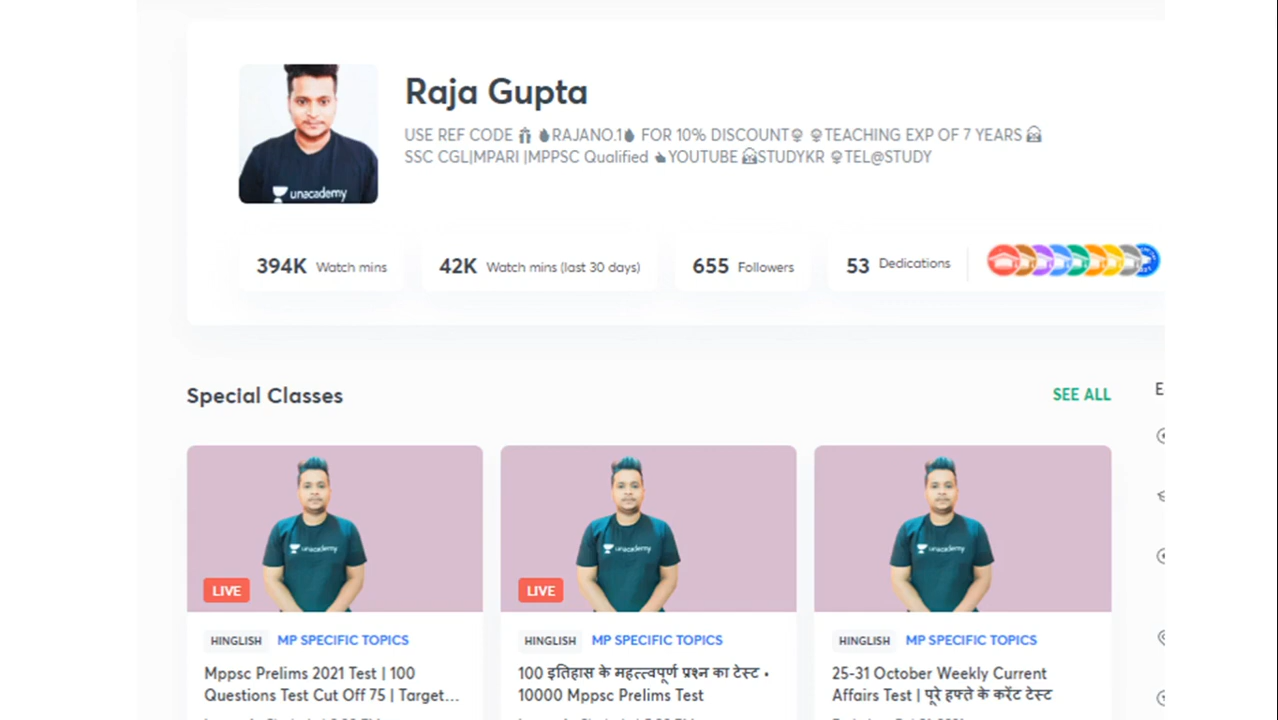 Raja Gupta
USE REF CODE RAJANO.1 FOR 10% DISCOUNT TEACHING EXP OF 7 YEARS
SSC CGL|MPARI |MPPSC Qualified YOUTUBE STUDYKR TEL@STUDY
unacademy
394K Watch mins
42K Watch mins (last 30 days)
655 Followers
53 Dedications
Special Classes
SEE ALL
unacademy
LIVE
HINGLISH MP SPECIFIC TOPICS
Mppsc Prelims 2021 Test | 100
Questions Test Cut Off 75 | Target...
unacademy
LIVE
HINGLISH MP SPECIFIC TOPICS
100 इतिहास के महत्त्वपूर्ण प्रश्न का टेस्ट •
10000 Mppsc Prelims Test
unacademy
HINGLISH MP SPECIFIC TOPICS
25-31 October Weekly Current
Affairs Test | पूरे हफ्ते के करेंट टेस्ट